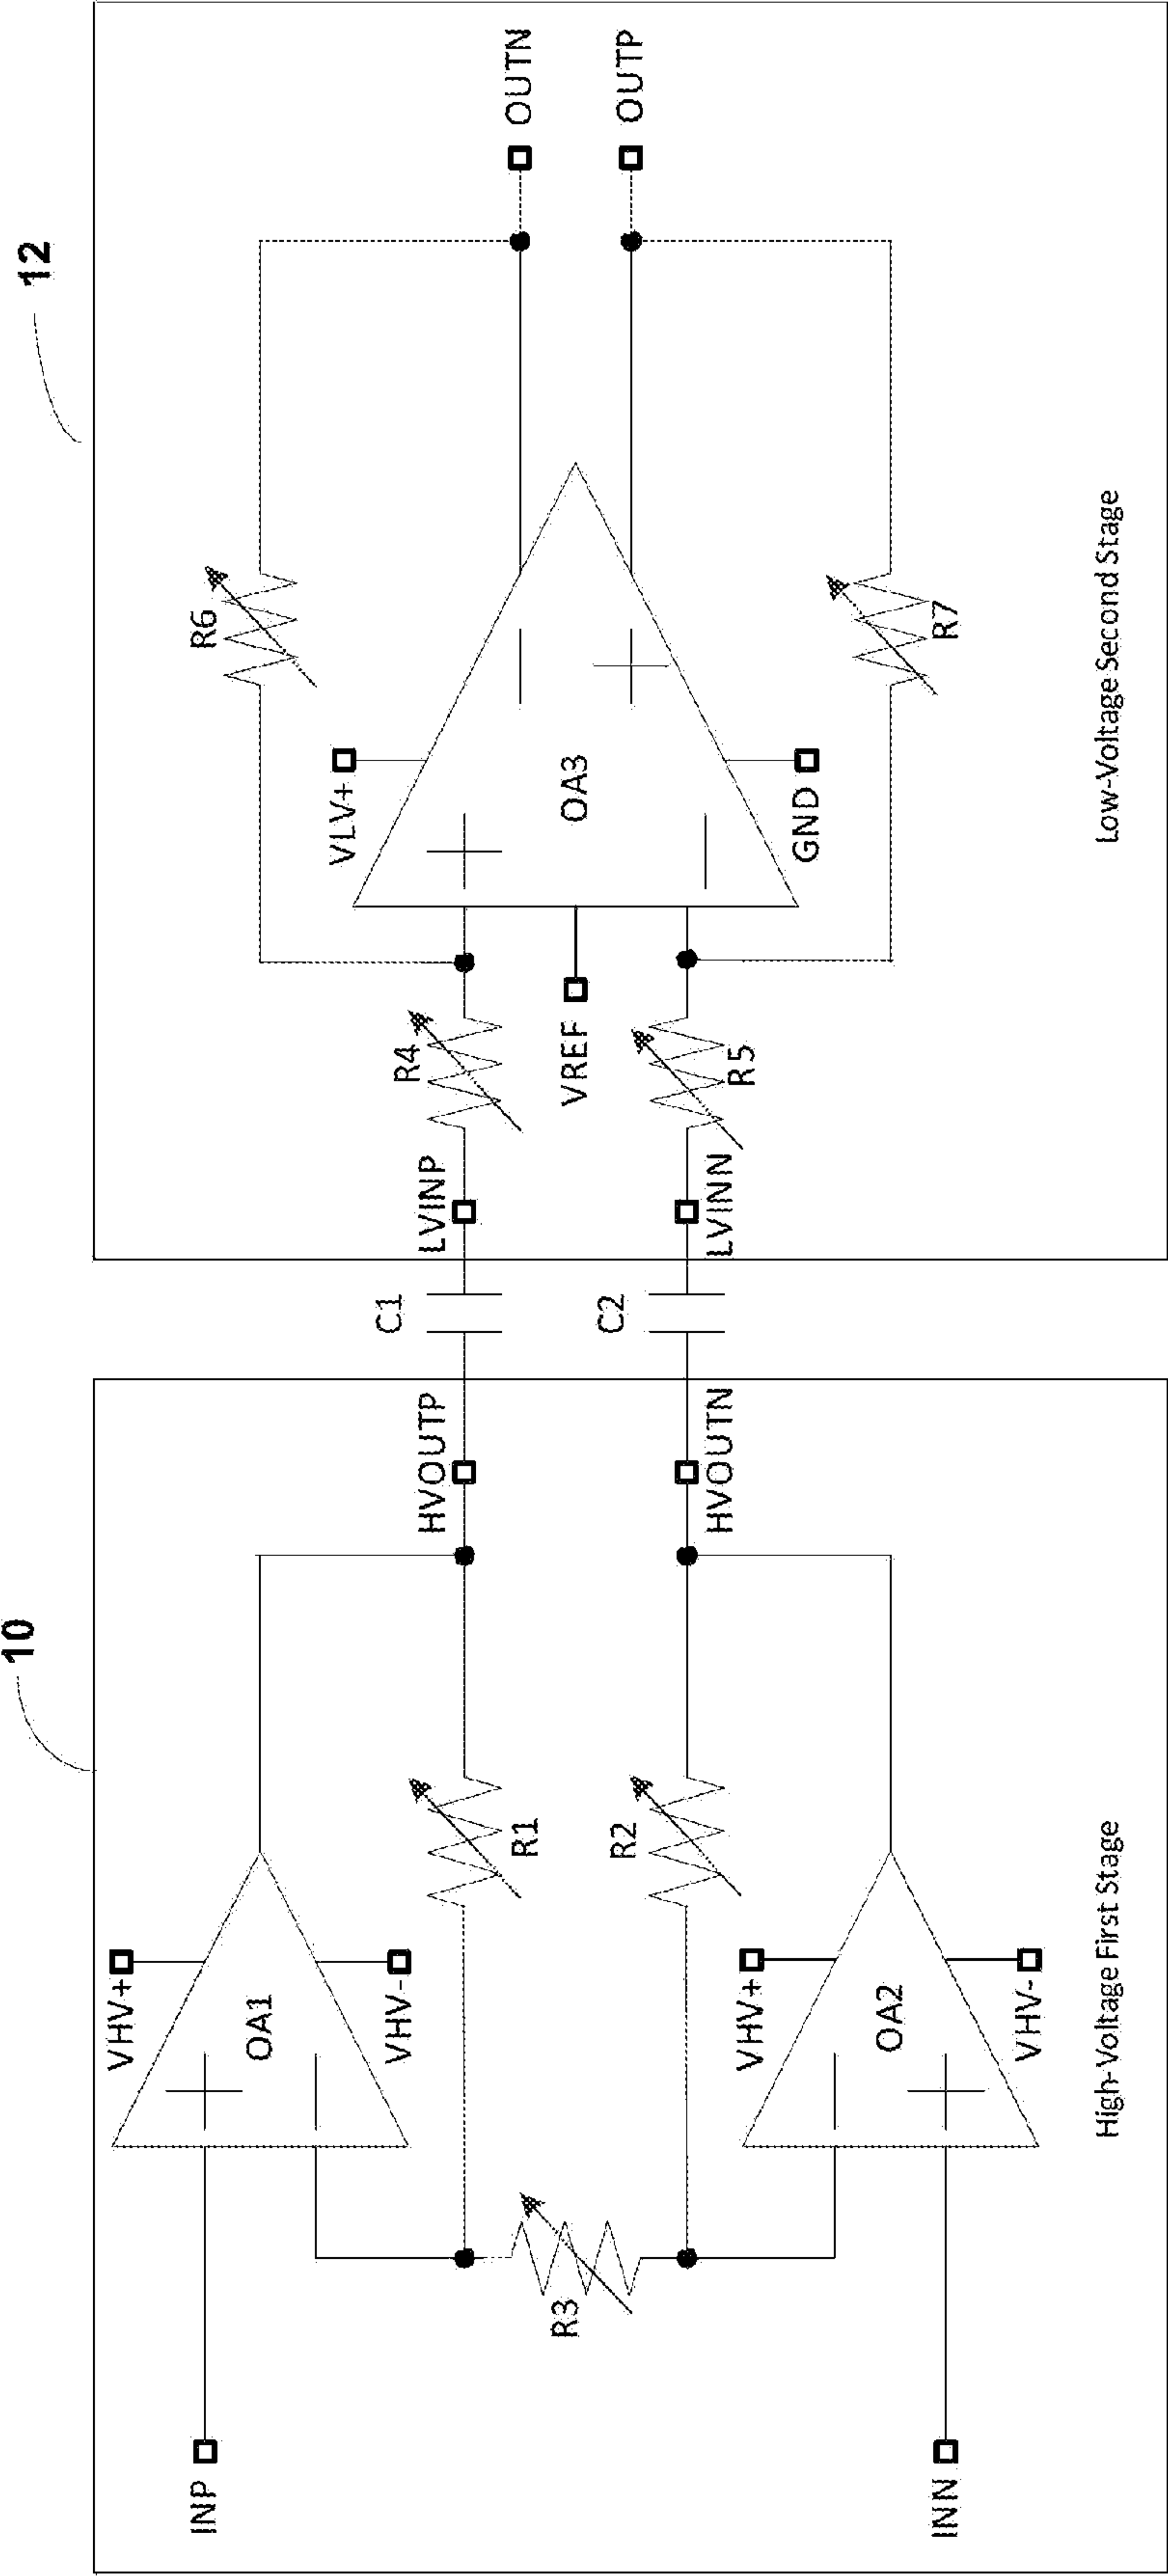 10
12
INP
INN
VHV+
OA1
VHV-
R3
R1
R2
VHV+
OA2
VHV-
HVOUTP
HVOUTN
High-Voltage First Stage
C1
C2
LVINP
LVINN
R4
R5
VREF
VLV+
OA3
GND
R6
R7
OUTN
OUTP
Low-Voltage Second Stage